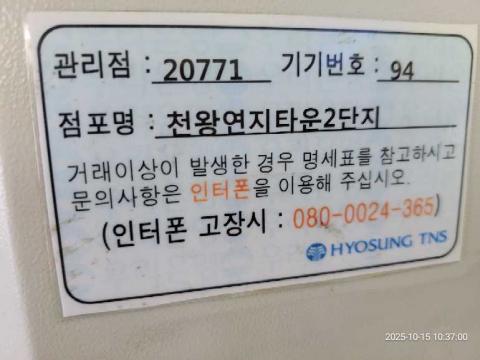 관리점 : 20771 기기번호 : 94
점포명 : 천왕연지타운2단지
거래이상이 발생한 경우 명세표를 참고하시고
문의사항은 인터폰을 이용해 주십시오.
(인터폰 고장시 : 080-0024-365)
HYOSUNG TNS
2025-10-15 10:37:00